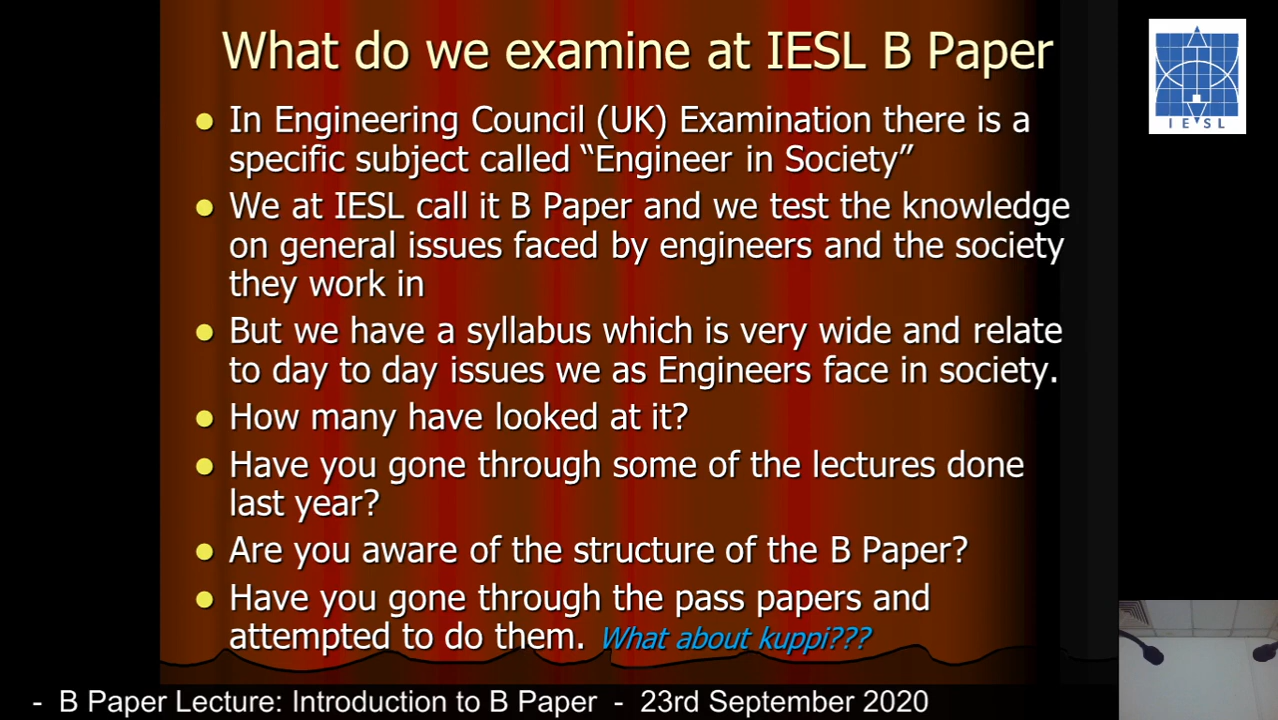 What do we examine at IESL B Paper
In Engineering Council (UK) Examination there is a
specific subject called “Engineer in Society”
We at IESL call it B Paper and we test the knowledge
on general issues faced by engineers and the society
they work in
But we have a syllabus which is very wide and relate
to day to day issues we as Engineers face in society.
How many have looked at it?
Have you gone through some of the lectures done
last year?
Are you aware of the structure of the B Paper?
Have you gone through the pass papers and
attempted to do them. What about kuppi???
IESL
- B Paper Lecture: Introduction to B Paper - 23rd September 2020